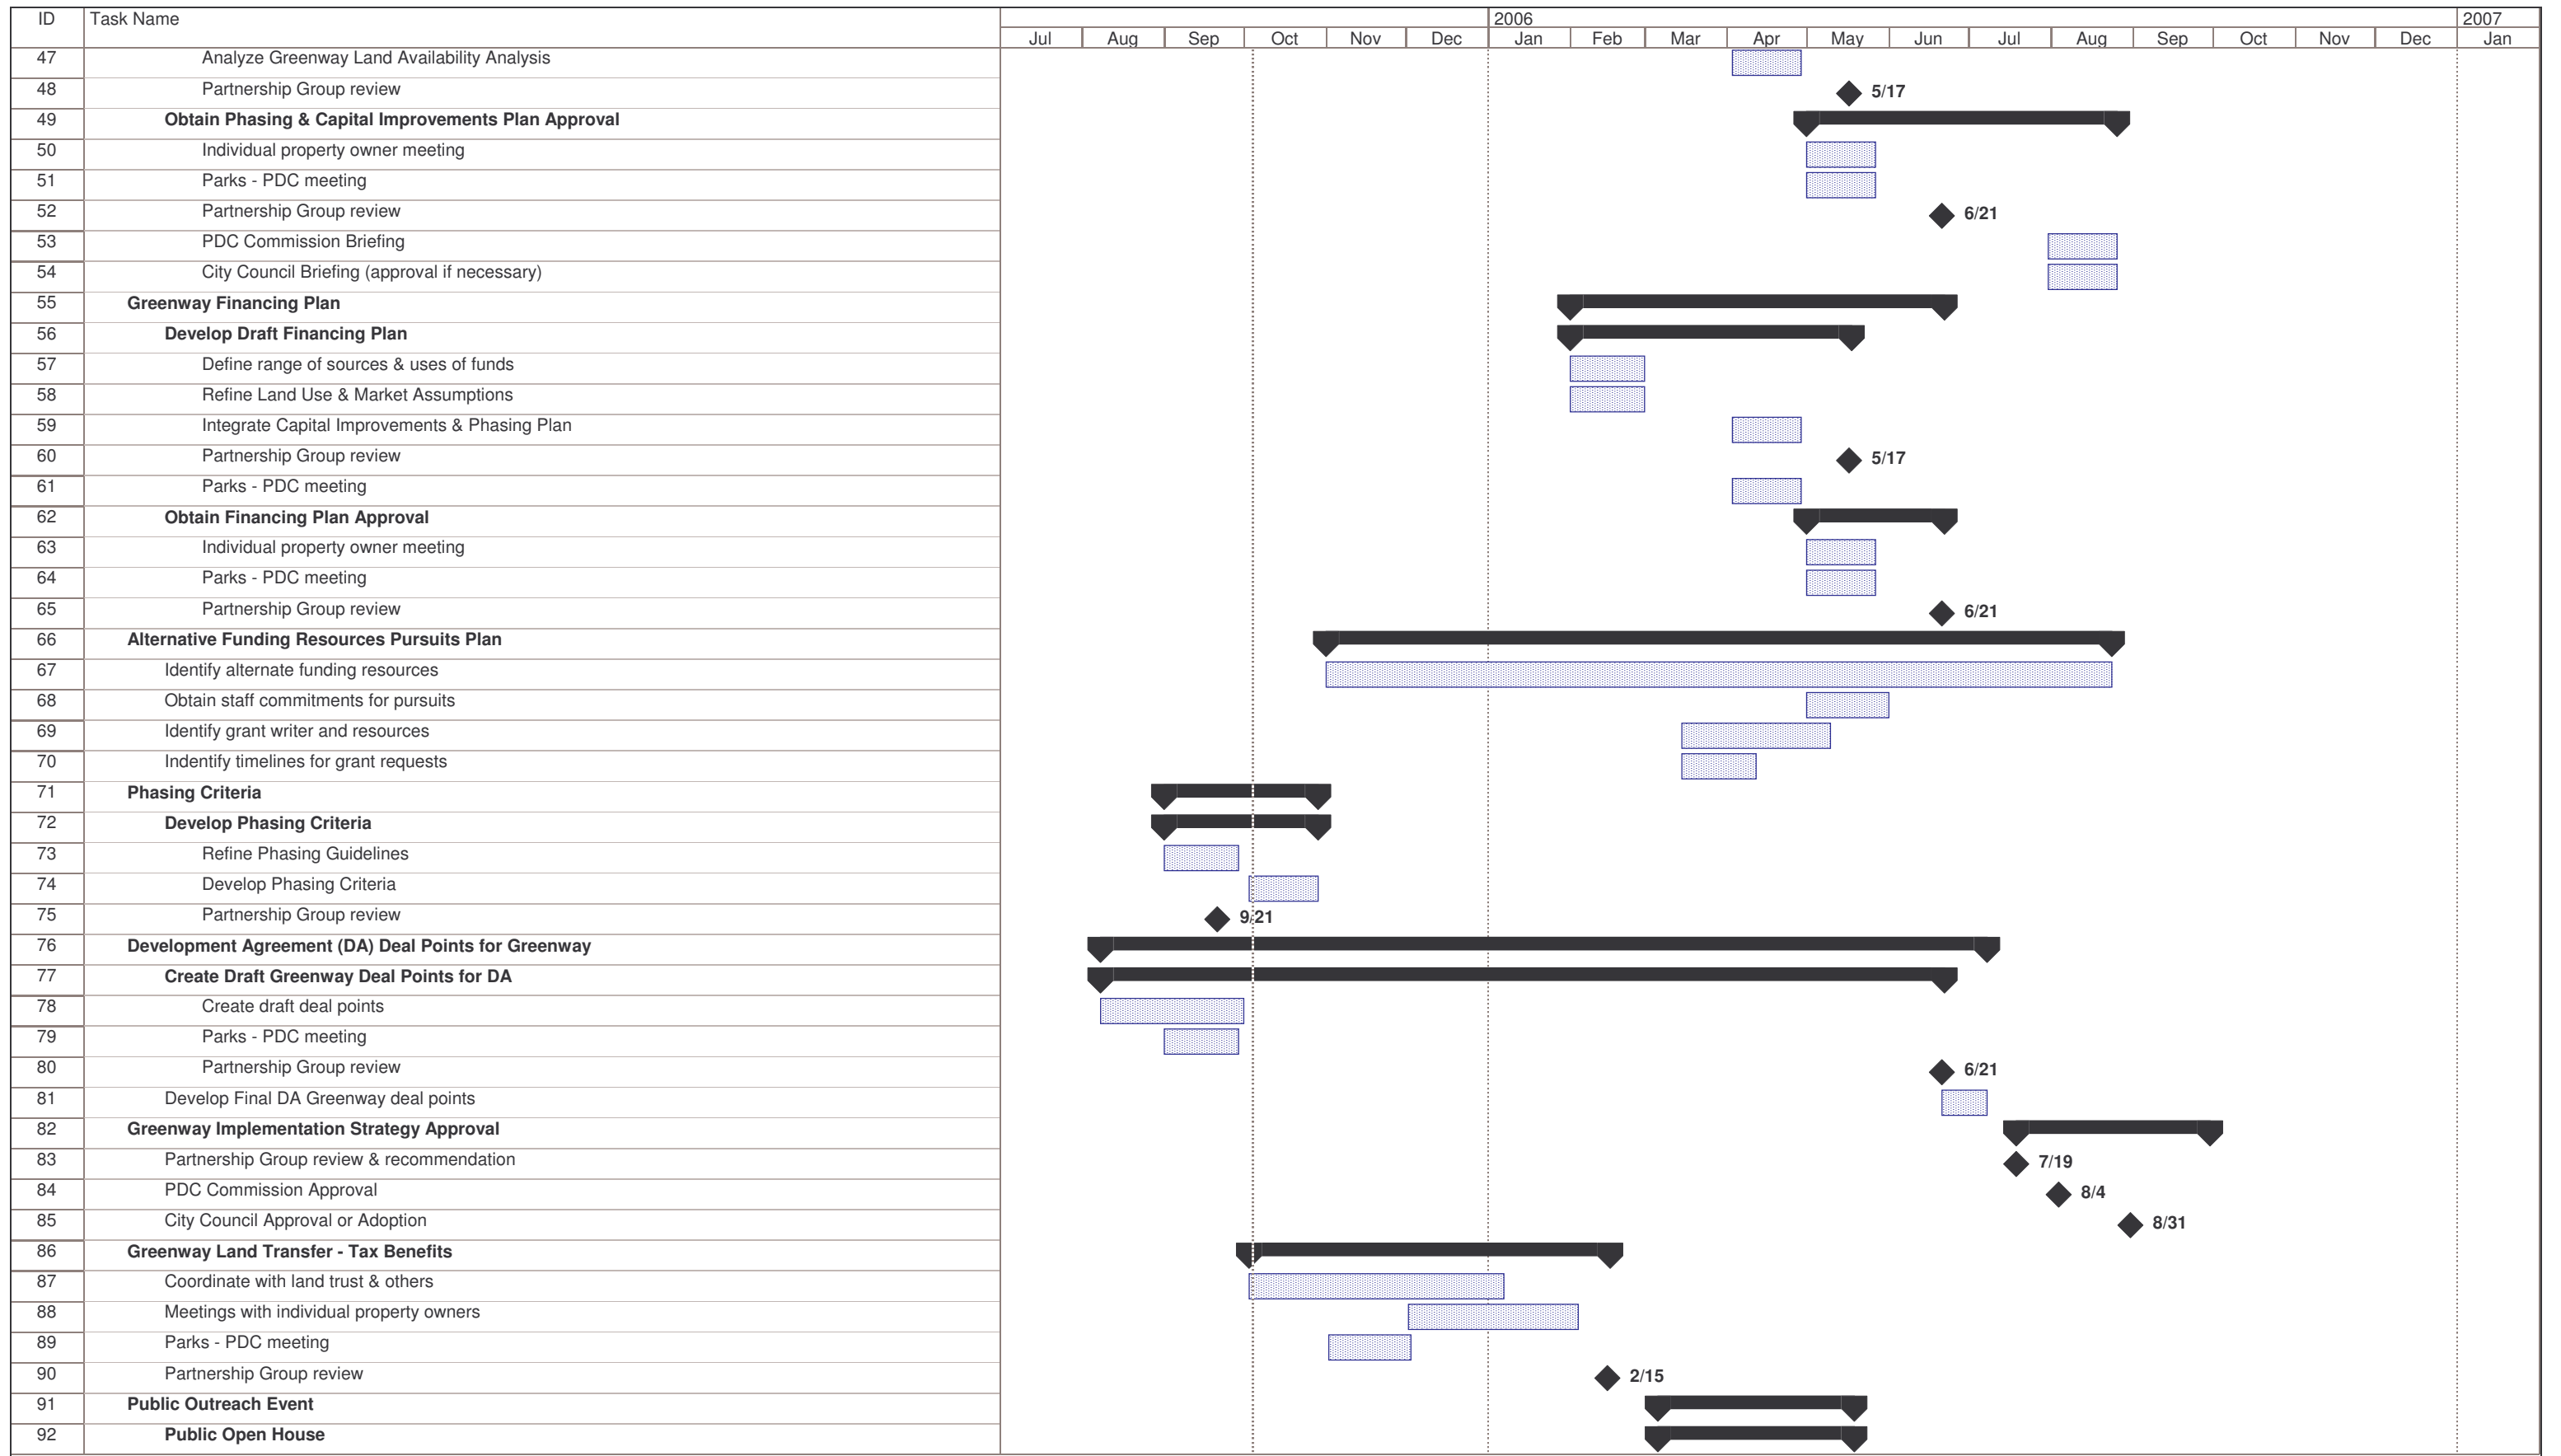 ID Task Name 2006 2007
Jul Aug Sep Oct Nov Dec Jan Feb Mar Apr May Jun Jul Aug Sep Oct Nov Dec Jan
47 Analyze Greenway Land Availability Analysis
48 Partnership Group review 5/17
49 Obtain Phasing & Capital Improvements Plan Approval
50 Individual property owner meeting
51 Parks - PDC meeting
52 Partnership Group review 6/21
53 PDC Commission Briefing
54 City Council Briefing (approval if necessary)
55 Greenway Financing Plan
56 Develop Draft Financing Plan
57 Define range of sources & uses of funds
58 Refine Land Use & Market Assumptions
59 Integrate Capital Improvements & Phasing Plan
60 Partnership Group review 5/17
61 Parks - PDC meeting
62 Obtain Financing Plan Approval
63 Individual property owner meeting
64 Parks - PDC meeting
65 Partnership Group review 6/21
66 Alternative Funding Resources Pursuits Plan
67 Identify alternate funding resources
68 Obtain staff commitments for pursuits
69 Identify grant writer and resources
70 Indentify timelines for grant requests
71 Phasing Criteria
72 Develop Phasing Criteria
73 Refine Phasing Guidelines
74 Develop Phasing Criteria
75 Partnership Group review 9/21
76 Development Agreement (DA) Deal Points for Greenway
77 Create Draft Greenway Deal Points for DA
78 Create draft deal points
79 Parks - PDC meeting
80 Partnership Group review 6/21
81 Develop Final DA Greenway deal points
82 Greenway Implementation Strategy Approval
83 Partnership Group review & recommendation 7/19
84 PDC Commission Approval 8/4
85 City Council Approval or Adoption 8/31
86 Greenway Land Transfer - Tax Benefits
87 Coordinate with land trust & others
88 Meetings with individual property owners
89 Parks - PDC meeting
90 Partnership Group review 2/15
91 Public Outreach Event
92 Public Open House